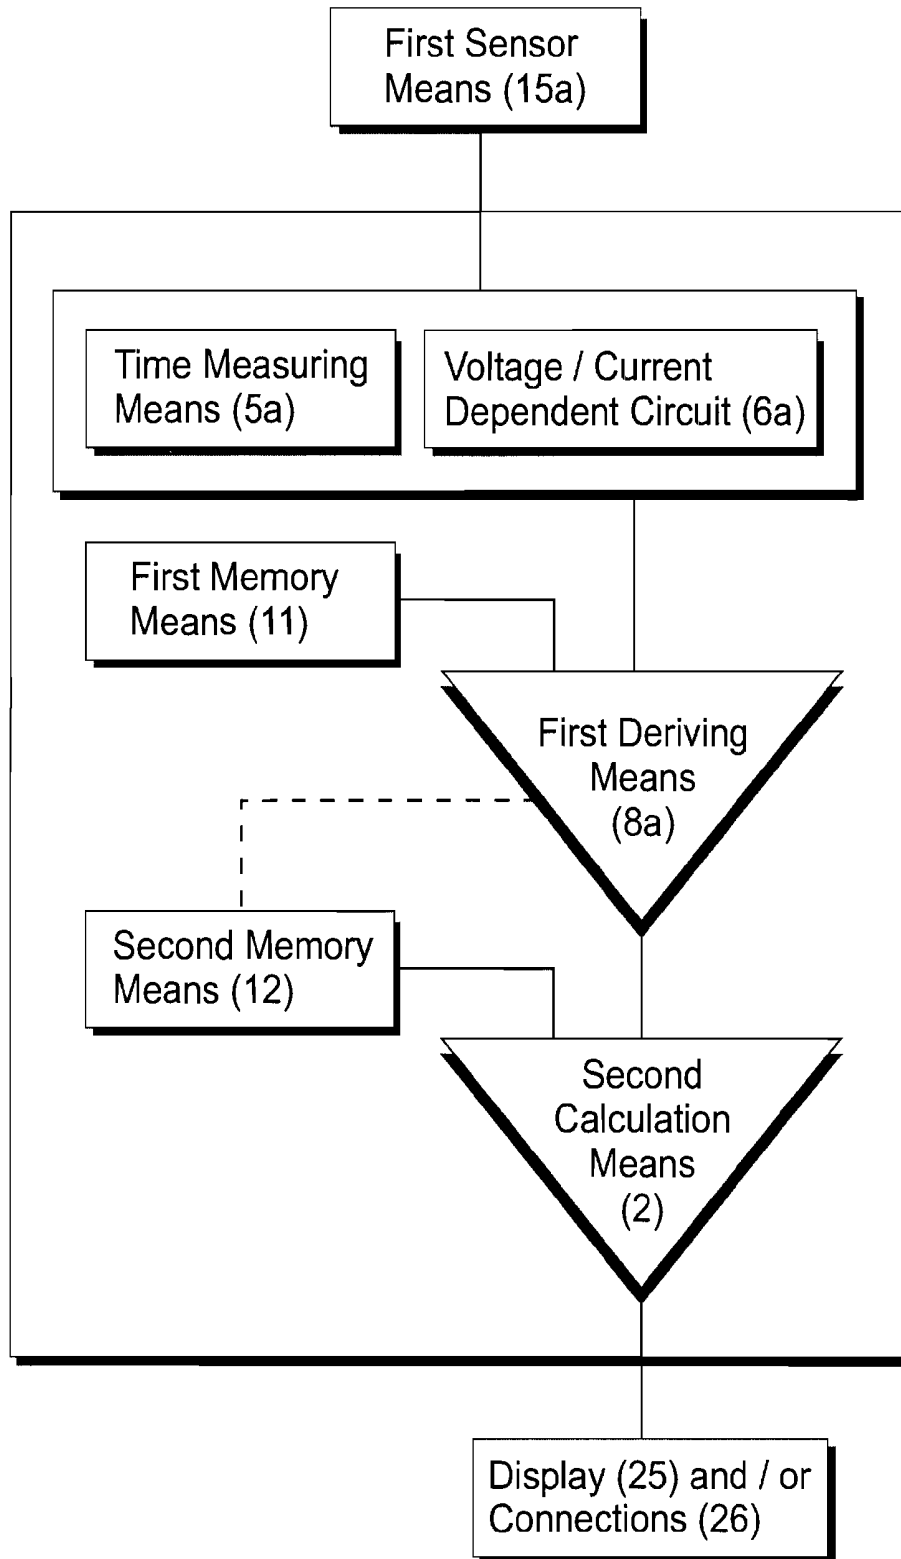 First Sensor
Means (15a)
Time Measuring
Means (5a)
Voltage / Current
Dependent Circuit (6a)
First Memory
Means (11)
First Deriving
Means
(8a)
Second Memory
Means (12)
Second
Calculation
Means
(2)
Display (25) and / or
Connections (26)